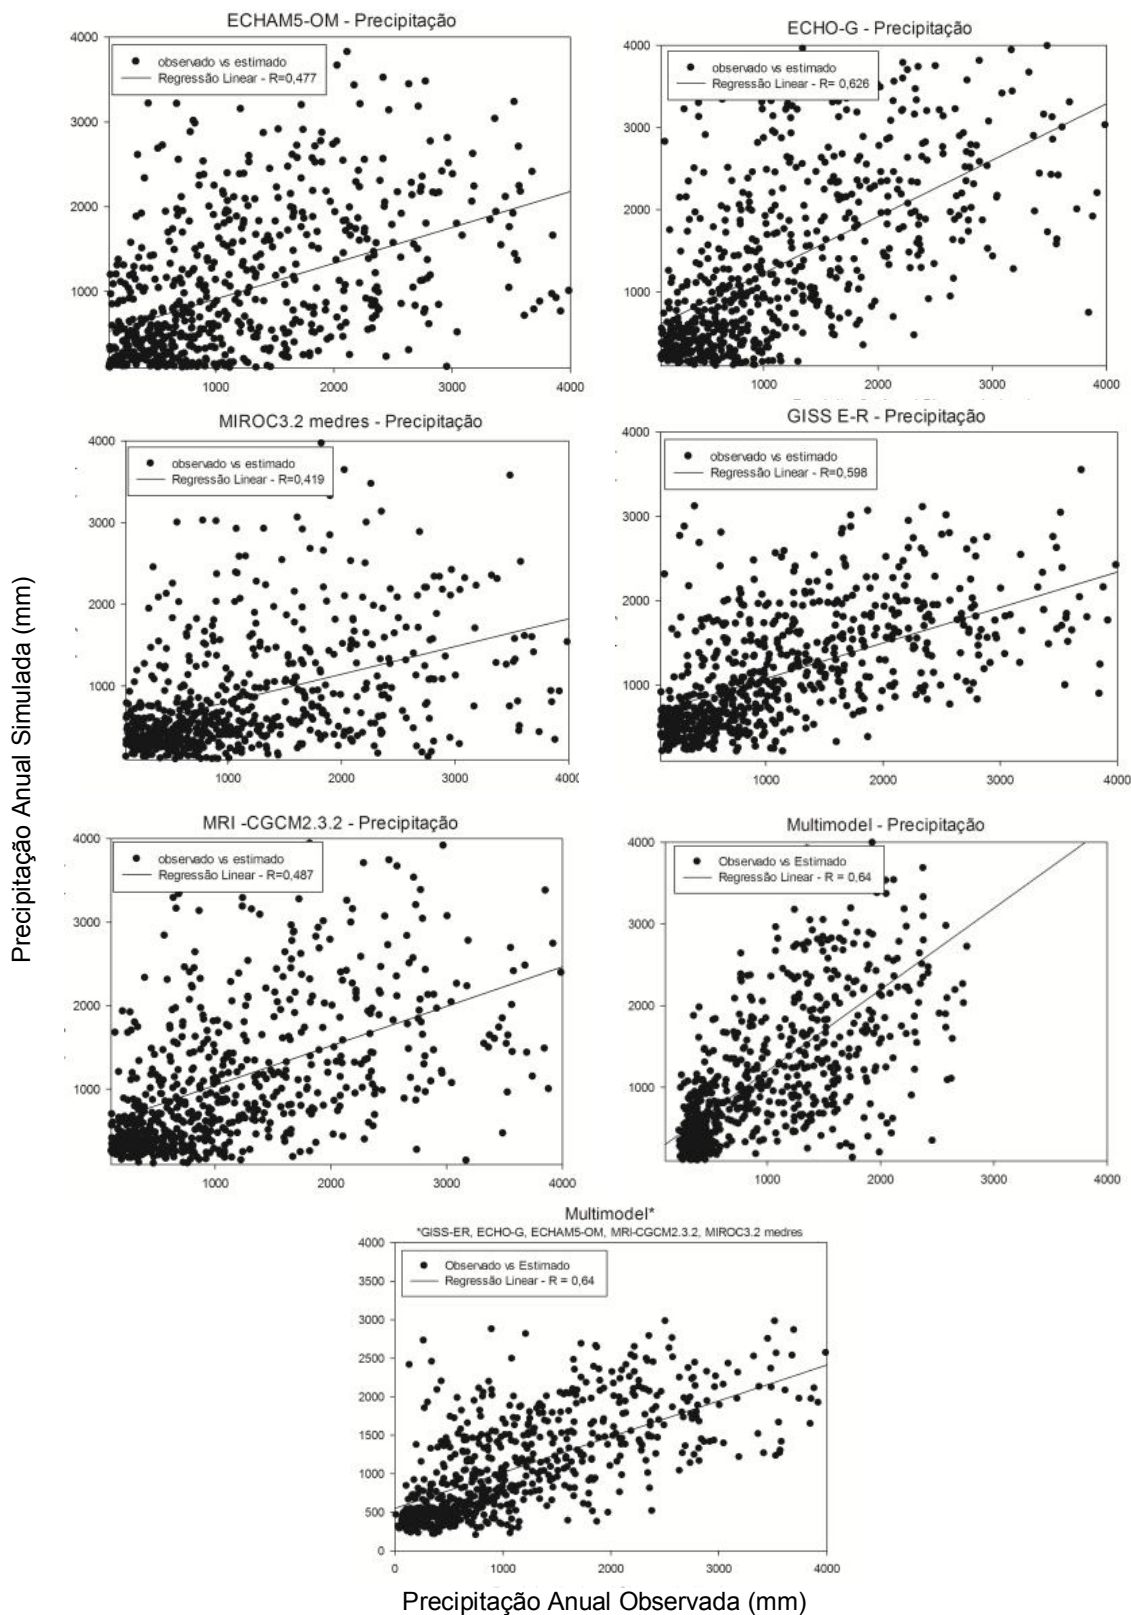 ECHAM5-OM - Precipitação
4000
observado vs estimado
Regressão Linear - R=0,477
3000
2000
1000
1000
2000
3000
4000
ECHO-G - Precipitação
4000
observado vs estimado
Regressão Linear - R= 0,626
3000
2000
1000
1000
2000
3000
4000
MIROC3.2 medres - Precipitação
4000
observado vs estimado
Regressão Linear - R=0,419
3000
2000
1000
1000
2000
3000
4000
GISS E-R - Precipitação
4000
observado vs estimado
Regressão Linear - R=0,598
3000
2000
1000
1000
2000
3000
4000
Precipitação Anual Simulada (mm)
MRI -CGCM2.3.2 - Precipitação
4000
observado vs estimado
Regressão Linear - R=0,487
3000
2000
1000
1000
2000
3000
4000
Multimodel - Precipitação
4000
Observado vs Estimado
Regressão Linear - R = 0,64
3000
2000
1000
1000
2000
3000
4000
Multimodel*
*GISS-ER, ECHO-G, ECHAM5-OM, MRI-CGCM2.3.2, MIROC3.2 medres
4000
Observado vs Estimado
Regressão Linear - R = 0,64
3500
3000
2500
2000
1500
1000
500
0
0
1000
2000
3000
4000
Precipitação Anual Observada (mm)